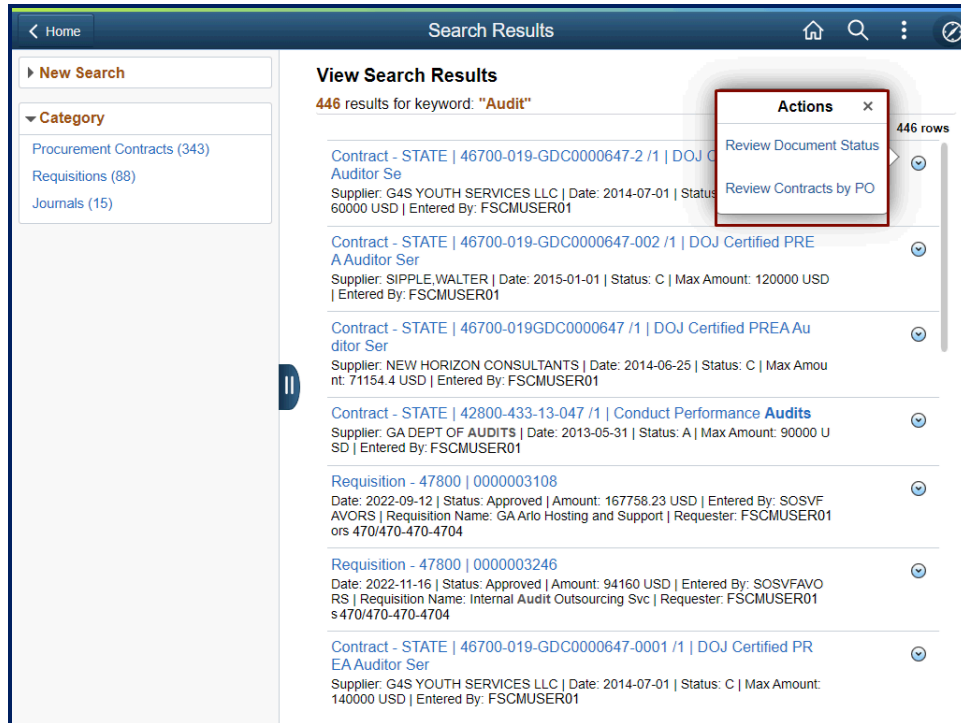 Home
Search Results
New Search
Category
Procurement Contracts (343)
Requisitions (88)
Journals (15)
View Search Results
446 results for keyword: "Audit"
446 rows
Actions ×
Review Document Status
Review Contracts by PO
Contract - STATE | 46700-019-GDC0000647-2 /1 | DOJ C
Auditor Se
Supplier: G4S YOUTH SERVICES LLC | Date: 2014-07-01 | Status
60000 USD | Entered By: FSCMUSER01
Contract - STATE | 46700-019-GDC0000647-002 /1 | DOJ Certified PRE
A Auditor Ser
Supplier: SIPPLE,WALTER | Date: 2015-01-01 | Status: C | Max Amount: 120000 USD
| Entered By: FSCMUSER01
Contract - STATE | 46700-019GDC0000647 /1 | DOJ Certified PREA Au
ditor Ser
Supplier: NEW HORIZON CONSULTANTS | Date: 2014-06-25 | Status: C | Max Amou
nt: 71154.4 USD | Entered By: FSCMUSER01
Contract - STATE | 42800-433-13-047 /1 | Conduct Performance Audits
Supplier: GA DEPT OF AUDITS | Date: 2013-05-31 | Status: A | Max Amount: 90000 U
SD | Entered By: FSCMUSER01
Requisition - 47800 | 0000003108
Date: 2022-09-12 | Status: Approved | Amount: 167758.23 USD | Entered By: SOSVF
AVORS | Requisition Name: GA Arlo Hosting and Support | Requester: FSCMUSER01
ors 470/470-470-4704
Requisition - 47800 | 0000003246
Date: 2022-11-16 | Status: Approved | Amount: 94160 USD | Entered By: SOSVFAVO
RS | Requisition Name: Internal Audit Outsourcing Svc | Requester: FSCMUSER01
s 470/470-470-4704
Contract - STATE | 46700-019-GDC0000647-0001 /1 | DOJ Certified PR
EA Auditor Ser
Supplier: G4S YOUTH SERVICES LLC | Date: 2014-07-01 | Status: C | Max Amount:
140000 USD | Entered By: FSCMUSER01